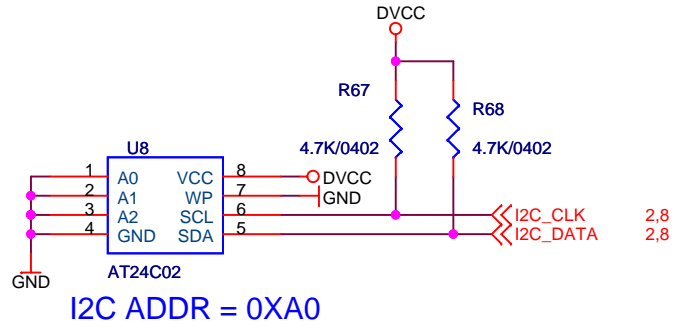 DVCC
R67
R68
4.7K/0402
4.7K/0402
U8
1 A0 VCC 8 DVCC
2 A1 WP 7 GND
3 A2 SCL 6 I2C_CLK 2,8
4 GND SDA 5 I2C_DATA 2,8
AT24C02
GND
I2C ADDR = 0XA0